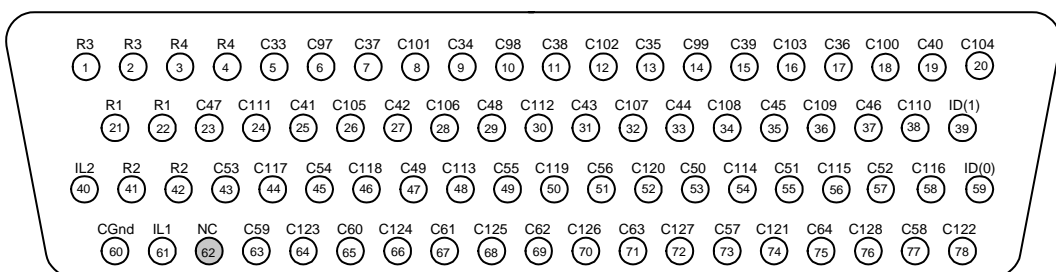 R3 R3 R4 R4 C33 C97 C37 C101 C34 C98 C38 C102 C35 C99 C39 C103 C36 C100 C40 C104
1 2 3 4 5 6 7 8 9 10 11 12 13 14 15 16 17 18 19 20
R1 R1 C47 C111 C41 C105 C42 C106 C48 C112 C43 C107 C44 C108 C45 C109 C46 C110 ID(1)
21 22 23 24 25 26 27 28 29 30 31 32 33 34 35 36 37 38 39
IL2 R2 R2 C53 C117 C54 C118 C49 C113 C55 C119 C56 C120 C50 C114 C51 C115 C52 C116 ID(0)
40 41 42 43 44 45 46 47 48 49 50 51 52 53 54 55 56 57 58 59
CGnd IL1 NC C59 C123 C60 C124 C61 C125 C62 C126 C63 C127 C57 C121 C64 C128 C58 C122
60 61 62 63 64 65 66 67 68 69 70 71 72 73 74 75 76 77 78